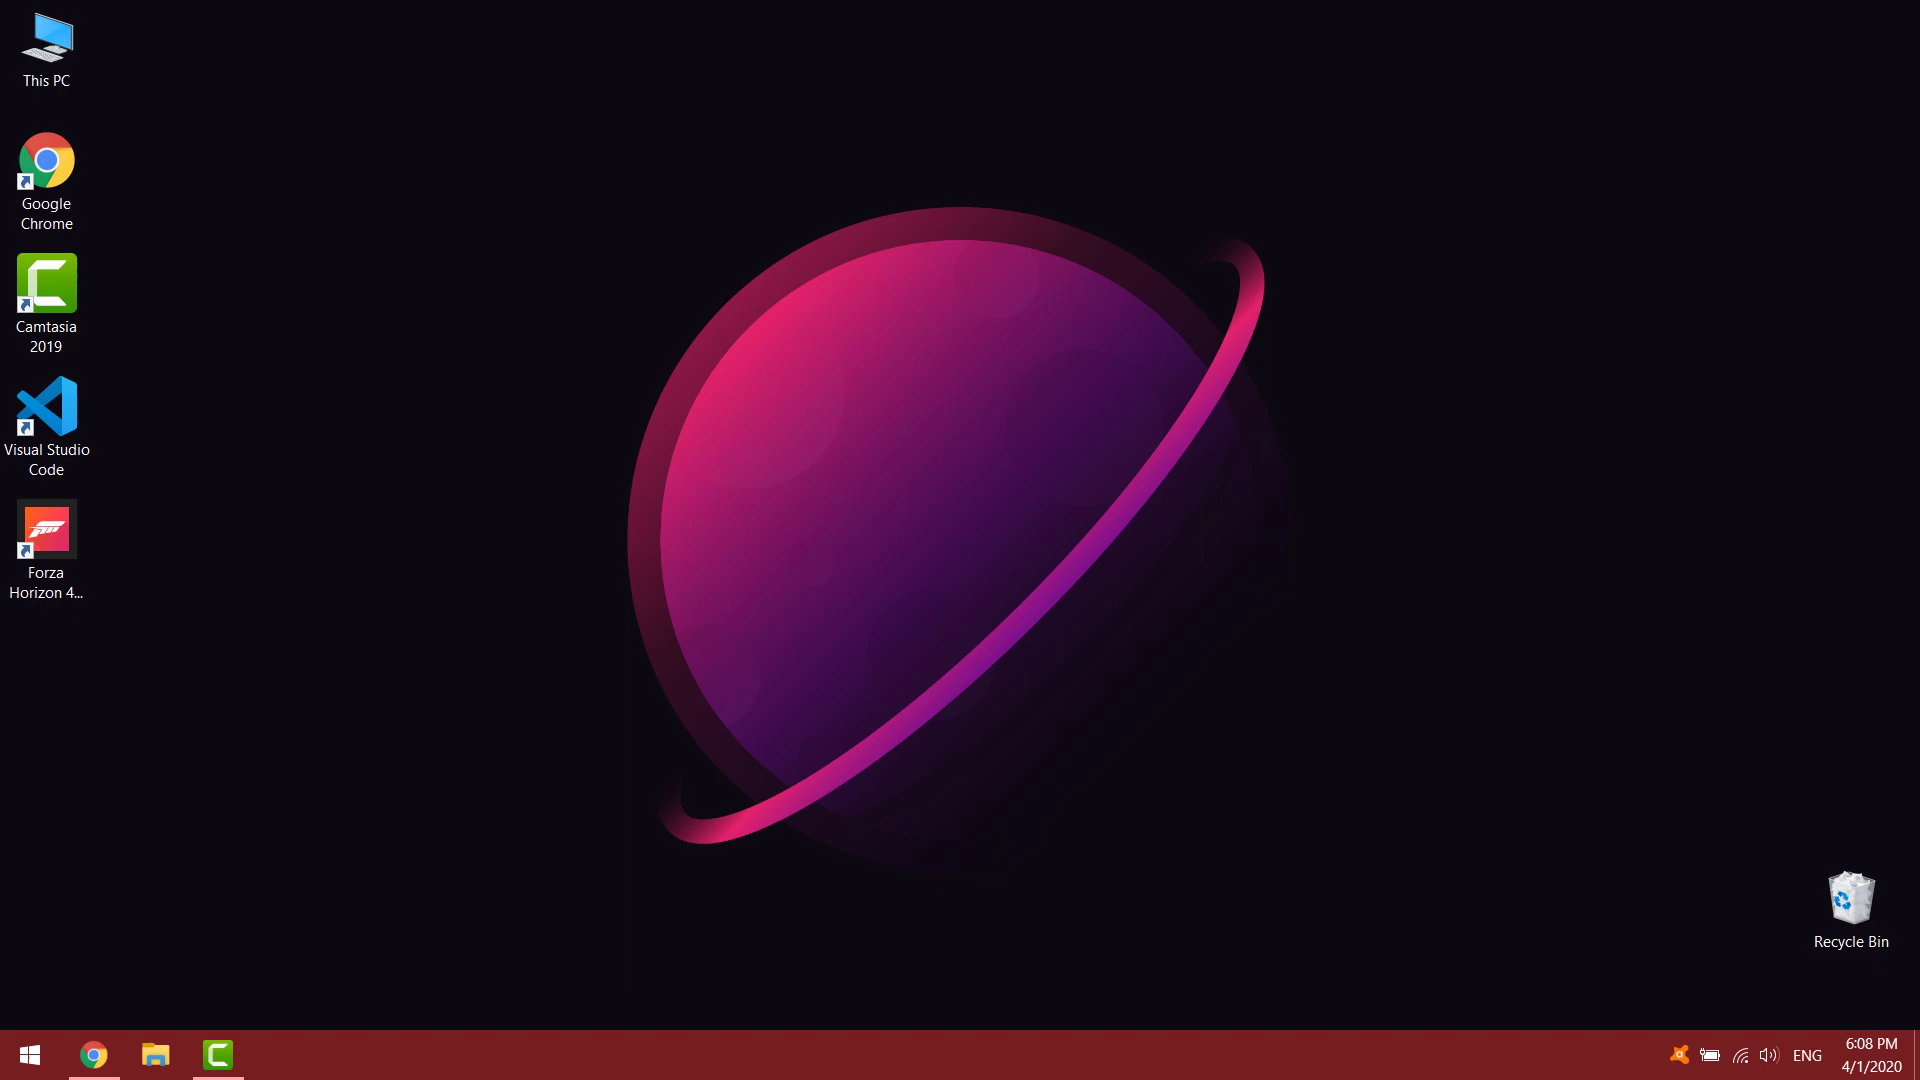 This PC
Google
Chrome
Camtasia
2019
Visual Studio
Code
Forza
Horizon 4...
Recycle Bin
ENG
6:08 PM
4/1/2020